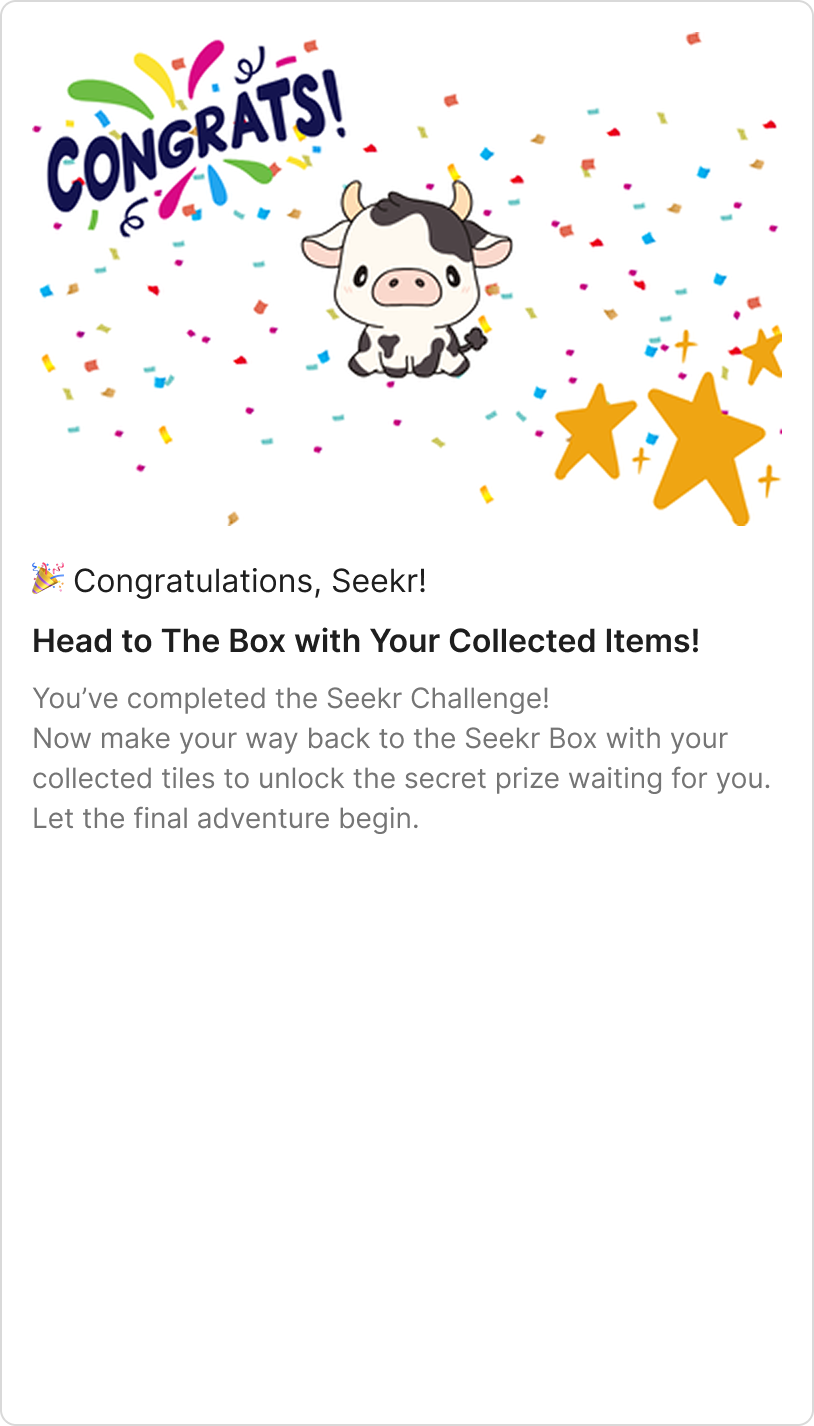 CONGRATS!
🎉 Congratulations, Seekr!
Head to The Box with Your Collected Items!
You’ve completed the Seekr Challenge!
Now make your way back to the Seekr Box with your
collected tiles to unlock the secret prize waiting for you.
Let the final adventure begin.